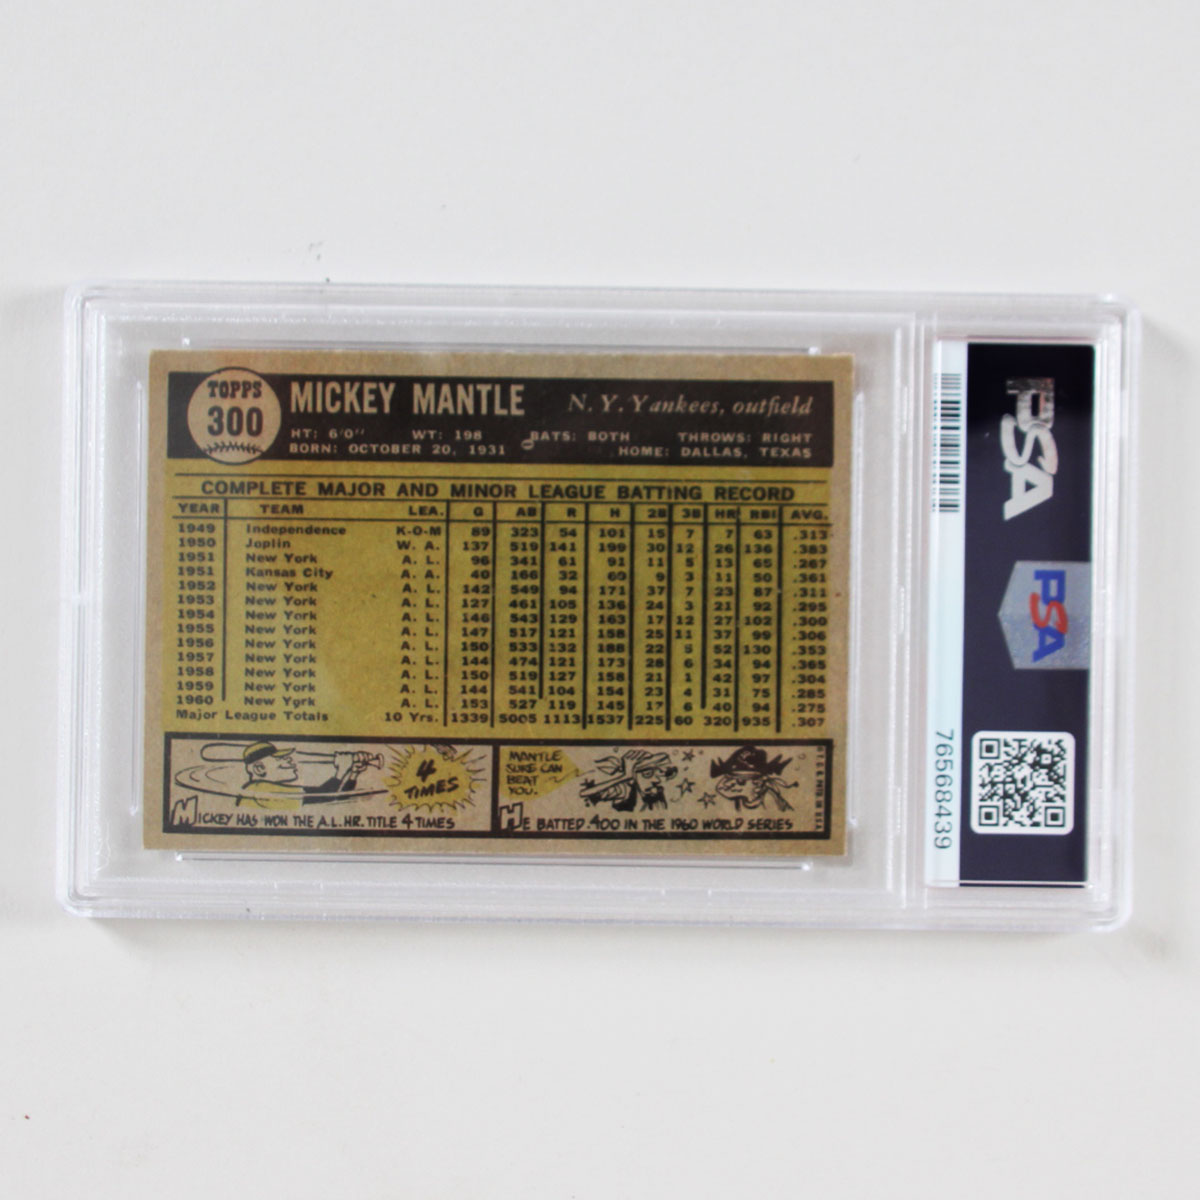 TOPPS
300
MICKEY MANTLE
N.Y. Yankees, outfield
HT: 6'0" WT: 198 BATS: BOTH THROWS: RIGHT
BORN: OCTOBER 20, 1931 HOME: DALLAS, TEXAS
COMPLETE MAJOR AND MINOR LEAGUE BATTING RECORD
YEAR TEAM LEA. G AB R H 2B 3B HR RBI AVG.
1949 Independence K-O-M 89 323 54 101 15 7 7 63 .313
1950 Joplin W. A. 137 519 141 199 30 12 26 136 .383
1951 New York A. L. 96 341 61 91 11 5 13 65 .267
1951 Kansas City A. A. 40 166 32 60 9 3 11 50 .361
1952 New York A. L. 142 549 94 171 37 7 23 87 .311
1953 New York A. L. 127 461 105 136 24 3 21 92 .295
1954 New York A. L. 146 543 129 163 17 12 27 102 .300
1955 New York A. L. 147 517 121 158 25 11 37 99 .306
1956 New York A. L. 150 533 132 188 22 5 52 130 .353
1957 New York A. L. 144 474 121 173 28 6 34 94 .365
1958 New York A. L. 150 519 127 158 21 1 42 97 .304
1959 New York A. L. 144 541 104 154 23 4 31 75 .285
1960 New York A. L. 153 527 119 145 17 6 40 94 .275
Major League Totals 10 Yrs. 1339 5005 1113 1537 225 60 320 935 .307
4 TIMES
MICKEY HAS WON THE A.L. HR. TITLE 4 TIMES
MANTLE
SURE CAN
BEAT
YOU.
HE BATTED .400 IN THE 1960 WORLD SERIES
© T.C.G. MADE IN U.S.A.
PSA
PSA
76568439